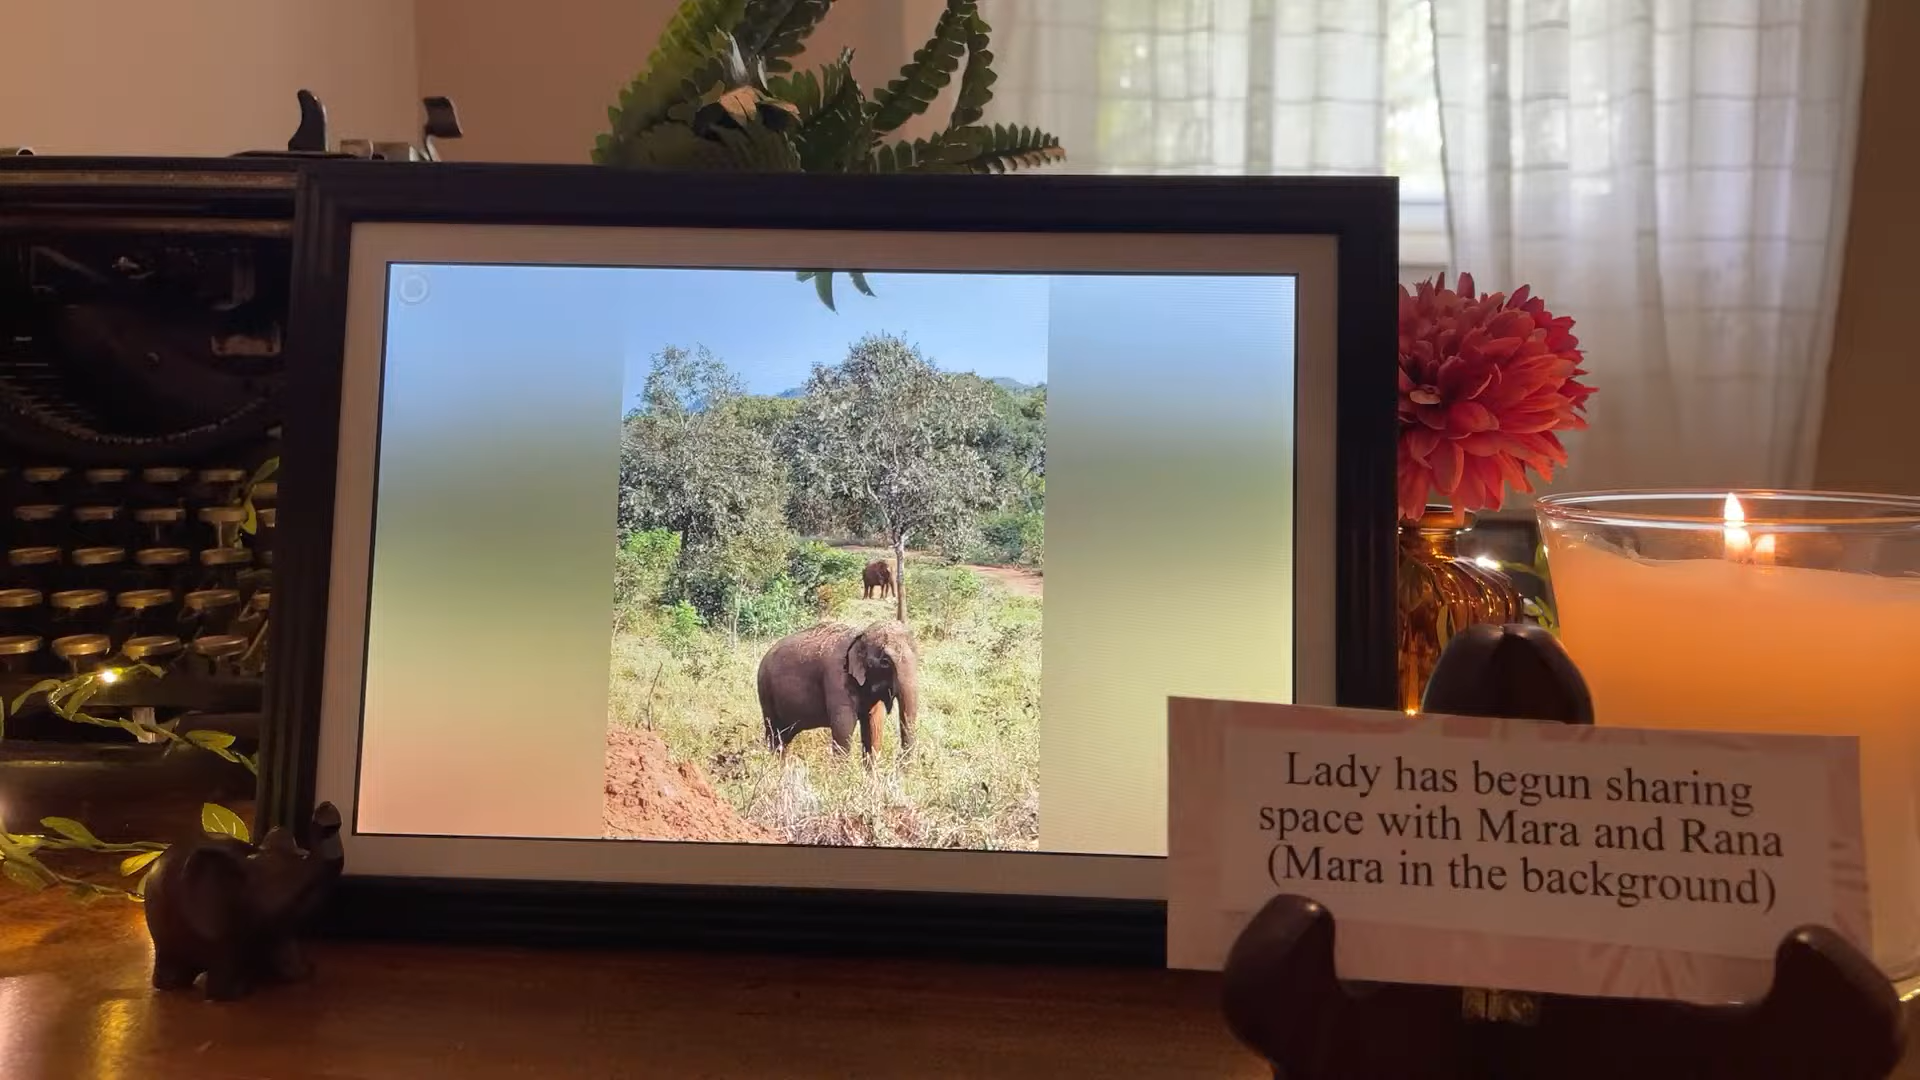 Lady has begun sharing
space with Mara and Rana
(Mara in the background)